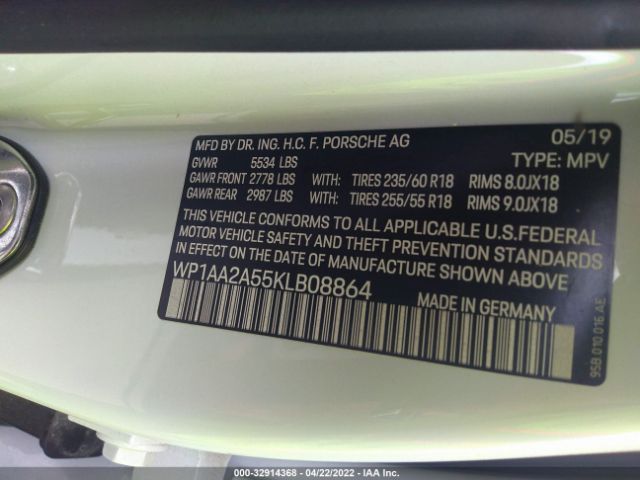 MFD BY DR. ING. H.C. F. PORSCHE AG 05/19
GVWR 5534 LBS TYPE: MPV
GAWR FRONT 2778 LBS WITH: TIRES 235/60 R18 RIMS 8.0JX18
GAWR REAR 2987 LBS WITH: TIRES 255/55 R18 RIMS 9.0JX18
THIS VEHICLE CONFORMS TO ALL APPLICABLE U.S.FEDERAL
MOTOR VEHICLE SAFETY AND THEFT PREVENTION STANDARDS
IN EFFECT ON THE DATE OF MANUFACTURE SHOWN ABOVE
WP1AA2A55KLB08864
MADE IN GERMANY
95B 010 016 AE
000-32914368 - 04/22/2022 - IAA Inc.